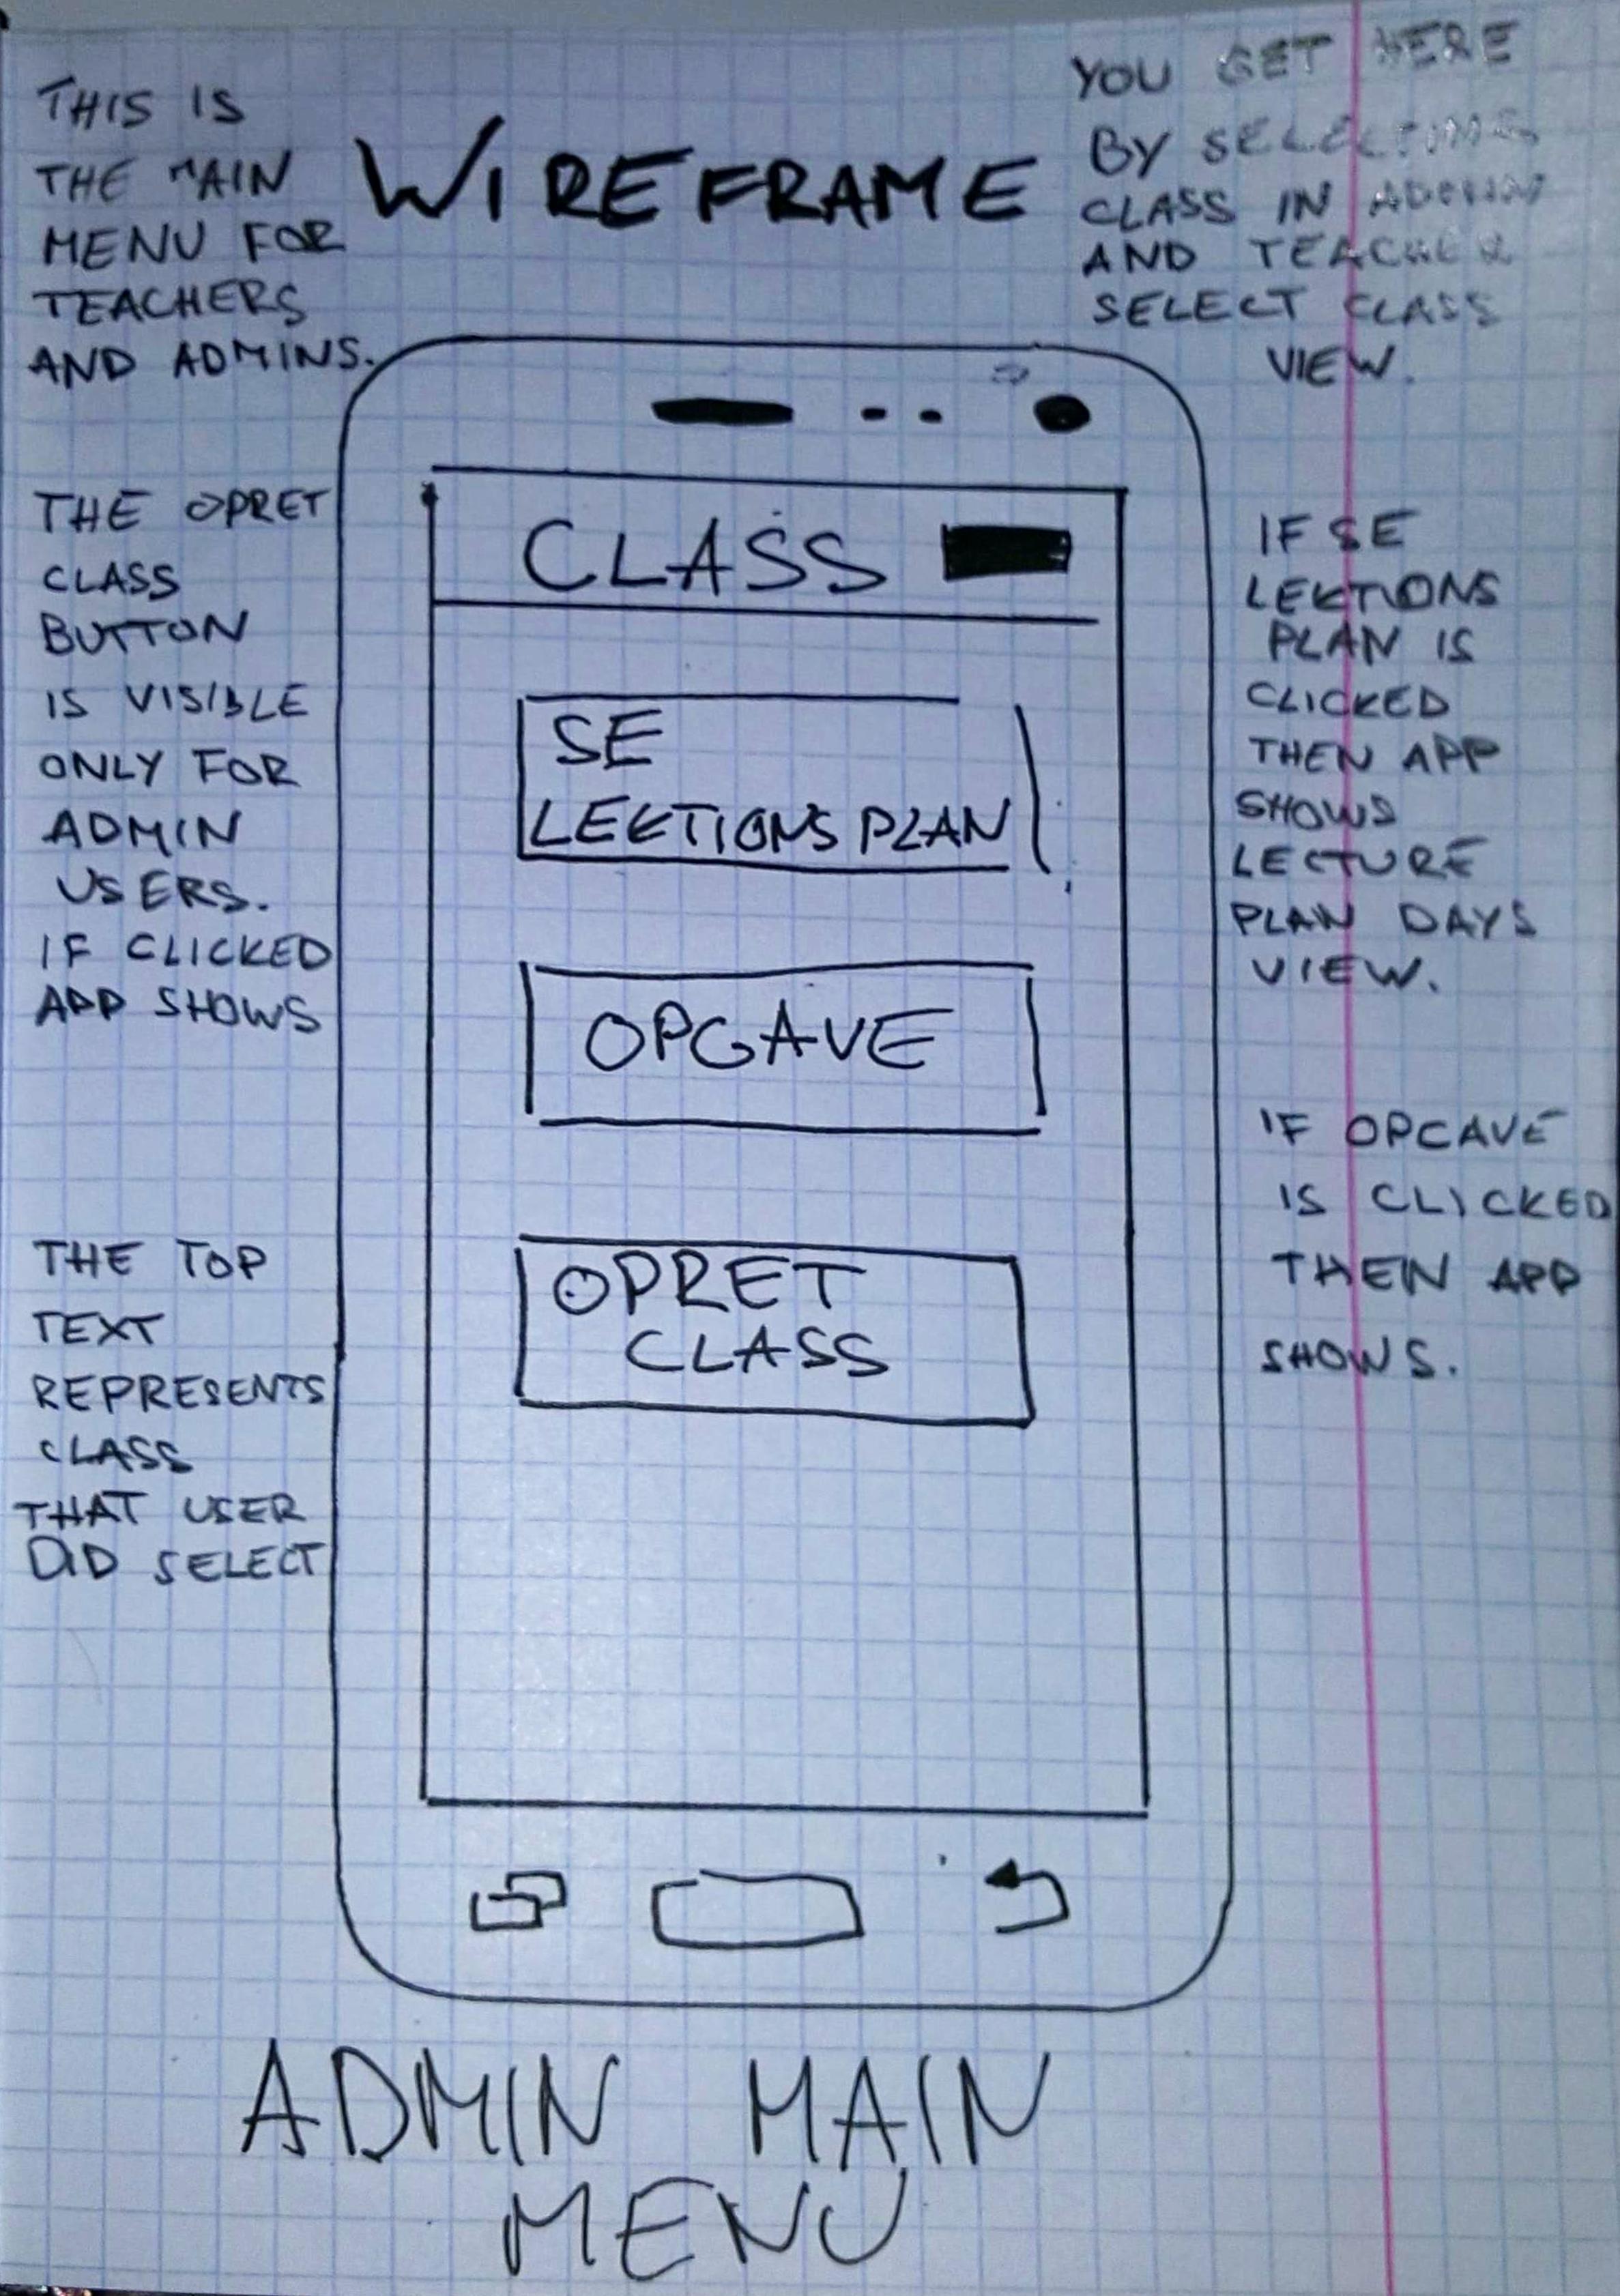 WIREFRAME
THIS IS
THE MAIN
MENU FOR
TEACHERS
AND ADMINS.
YOU GET HERE
BY SELECTING
CLASS IN ADMIN
AND TEACHER
SELECT CLASS
VIEW.
THE OPRET
CLASS
BUTTON
IS VISIBLE
ONLY FOR
ADMIN
USERS.
IF CLICKED
APP SHOWS
THE TOP
TEXT
REPRESENTS
CLASS
THAT USER
DID SELECT
CLASS
SE
LEKTIONS PLAN
OPGAVE
OPRET
CLASS
IF SE
LEKTIONS
PLAN IS
CLICKED
THEN APP
SHOWS
LECTURE
PLAN DAYS
VIEW.
IF OPGAVE
IS CLICKED
THEN APP
SHOWS.
ADMIN MAIN
MENU